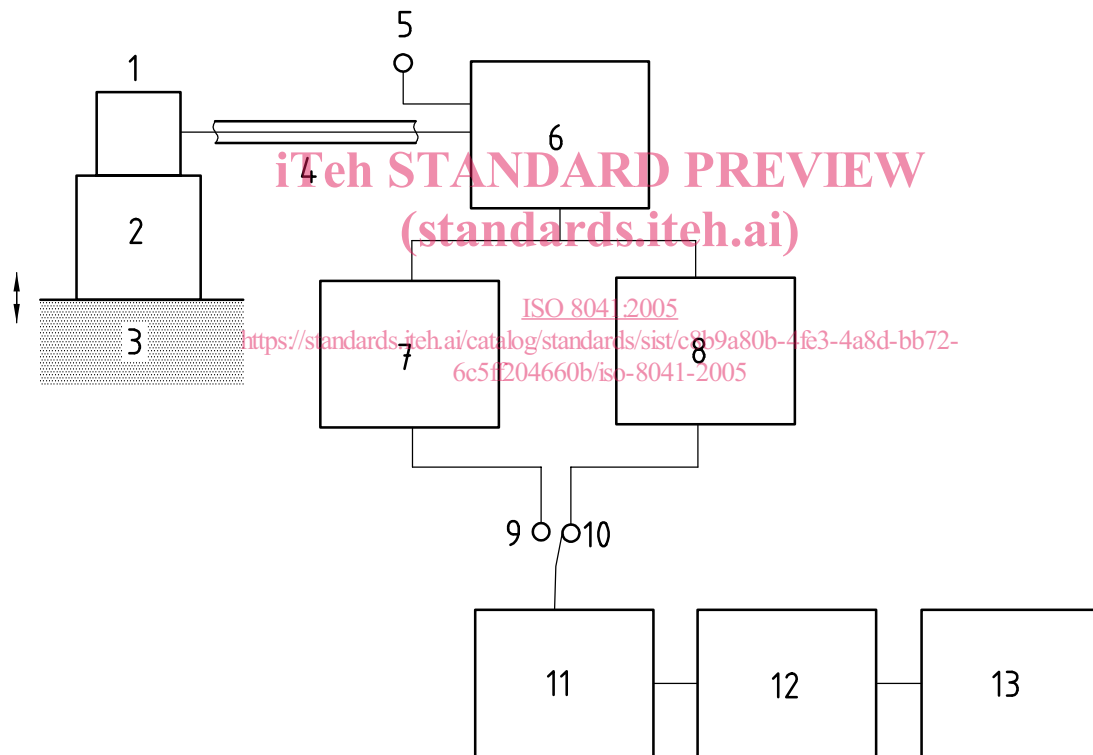 5
1
6
iTeh STANDARD PREVIEW
4
2
(standards.iteh.ai)
ISO 8041:2005
3
https://standards.iteh.ai/catalog/standards/sist/c8b9a80b-4fe3-4a8d-bb72-
7
8
6c5ff204660b/iso-8041-2005
9
10
11
12
13